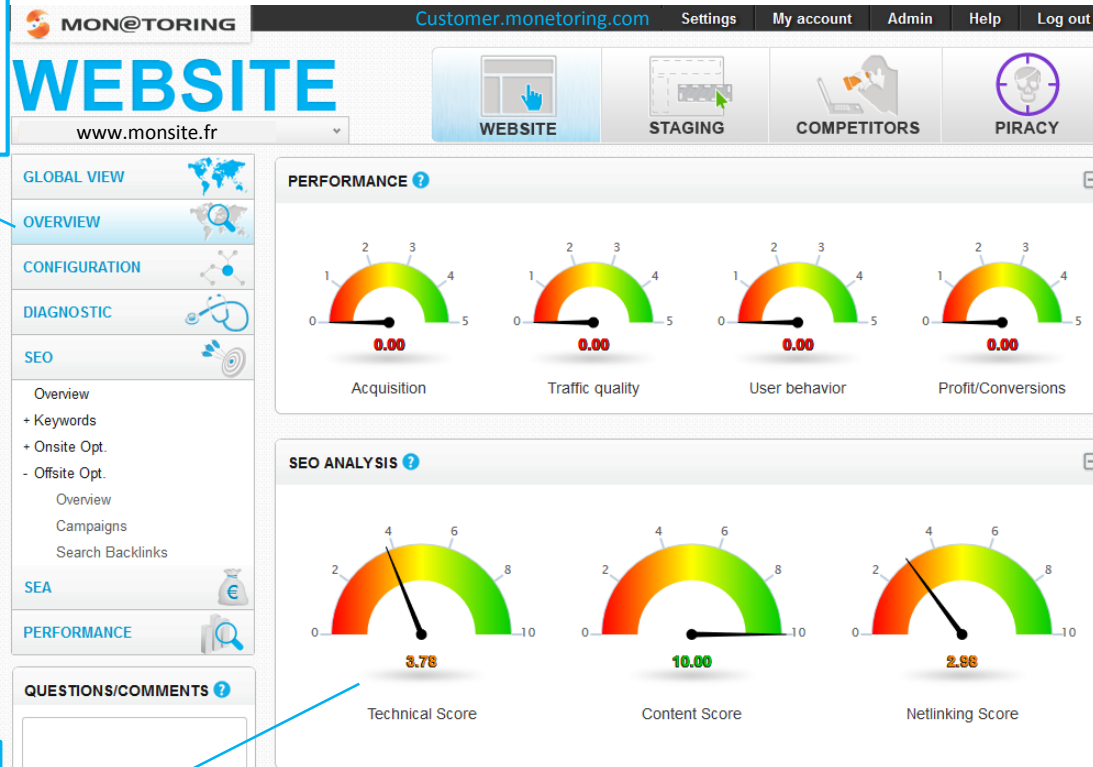 MON@TORING
Customer.monetoring.com Settings My account Admin Help Log out
WEBSITE
www.monsite.fr
WEBSITE STAGING COMPETITORS PIRACY
GLOBAL VIEW
OVERVIEW
CONFIGURATION
DIAGNOSTIC
SEO
Overview
+ Keywords
+ Onsite Opt.
- Offsite Opt.
Overview
Campaigns
Search Backlinks
SEA
€
PERFORMANCE
QUESTIONS/COMMENTS ?
PERFORMANCE ?
0 1 2 3 4 5
0.00
Acquisition
0 1 2 3 4 5
0.00
Traffic quality
0 1 2 3 4 5
0.00
User behavior
0 1 2 3 4 5
0.00
Profit/Conversions
SEO ANALYSIS ?
0 2 4 6 8 10
3.78
Technical Score
0 2 4 6 8 10
10.00
Content Score
0 2 4 6 8 10
2.98
Netlinking Score